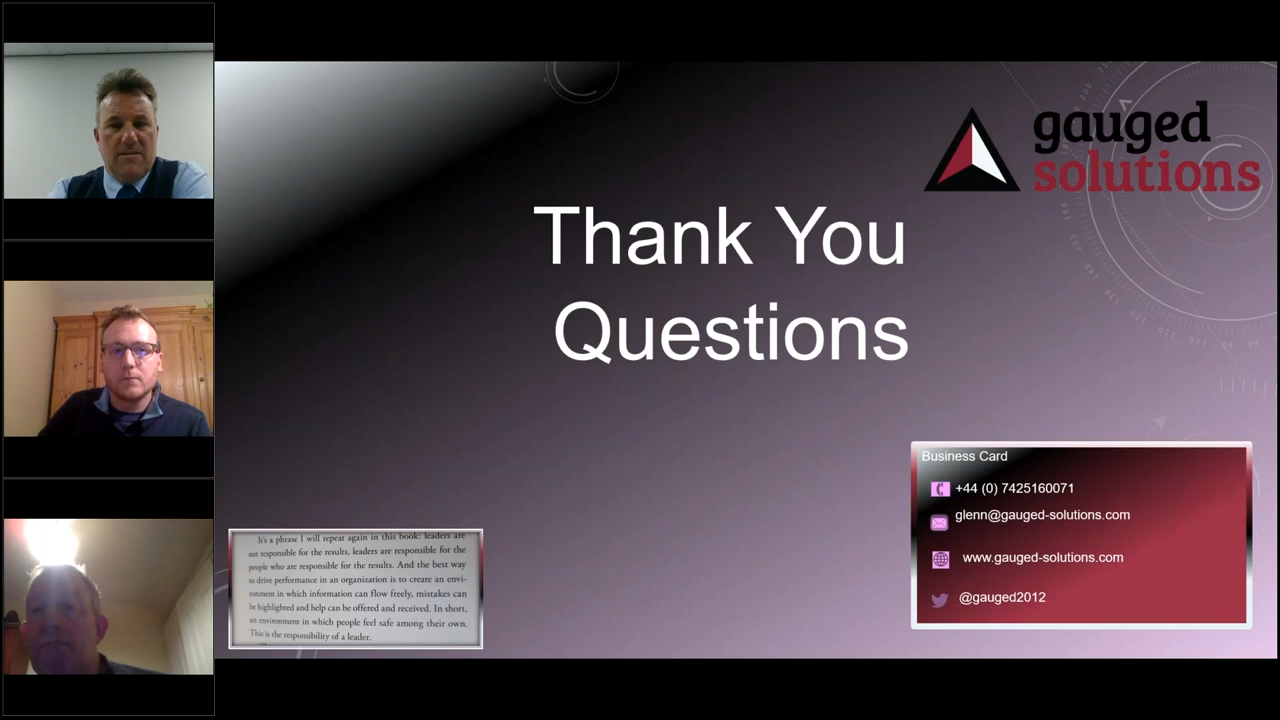 gauged
solutions
Thank You
Questions
Business Card
+44 (0) 7425160071
glenn@gauged-solutions.com
www.gauged-solutions.com
@gauged2012
It's a phrase I will repeat again in this book: leaders are
not responsible for the results, leaders are responsible for the
people who are responsible for the results. And the best way
to drive performance in an organization is to create an envi-
ronment in which information can flow freely, mistakes can
be highlighted and help can be offered and received. In short,
an environment in which people feel safe among their own.
This is the responsibility of a leader.